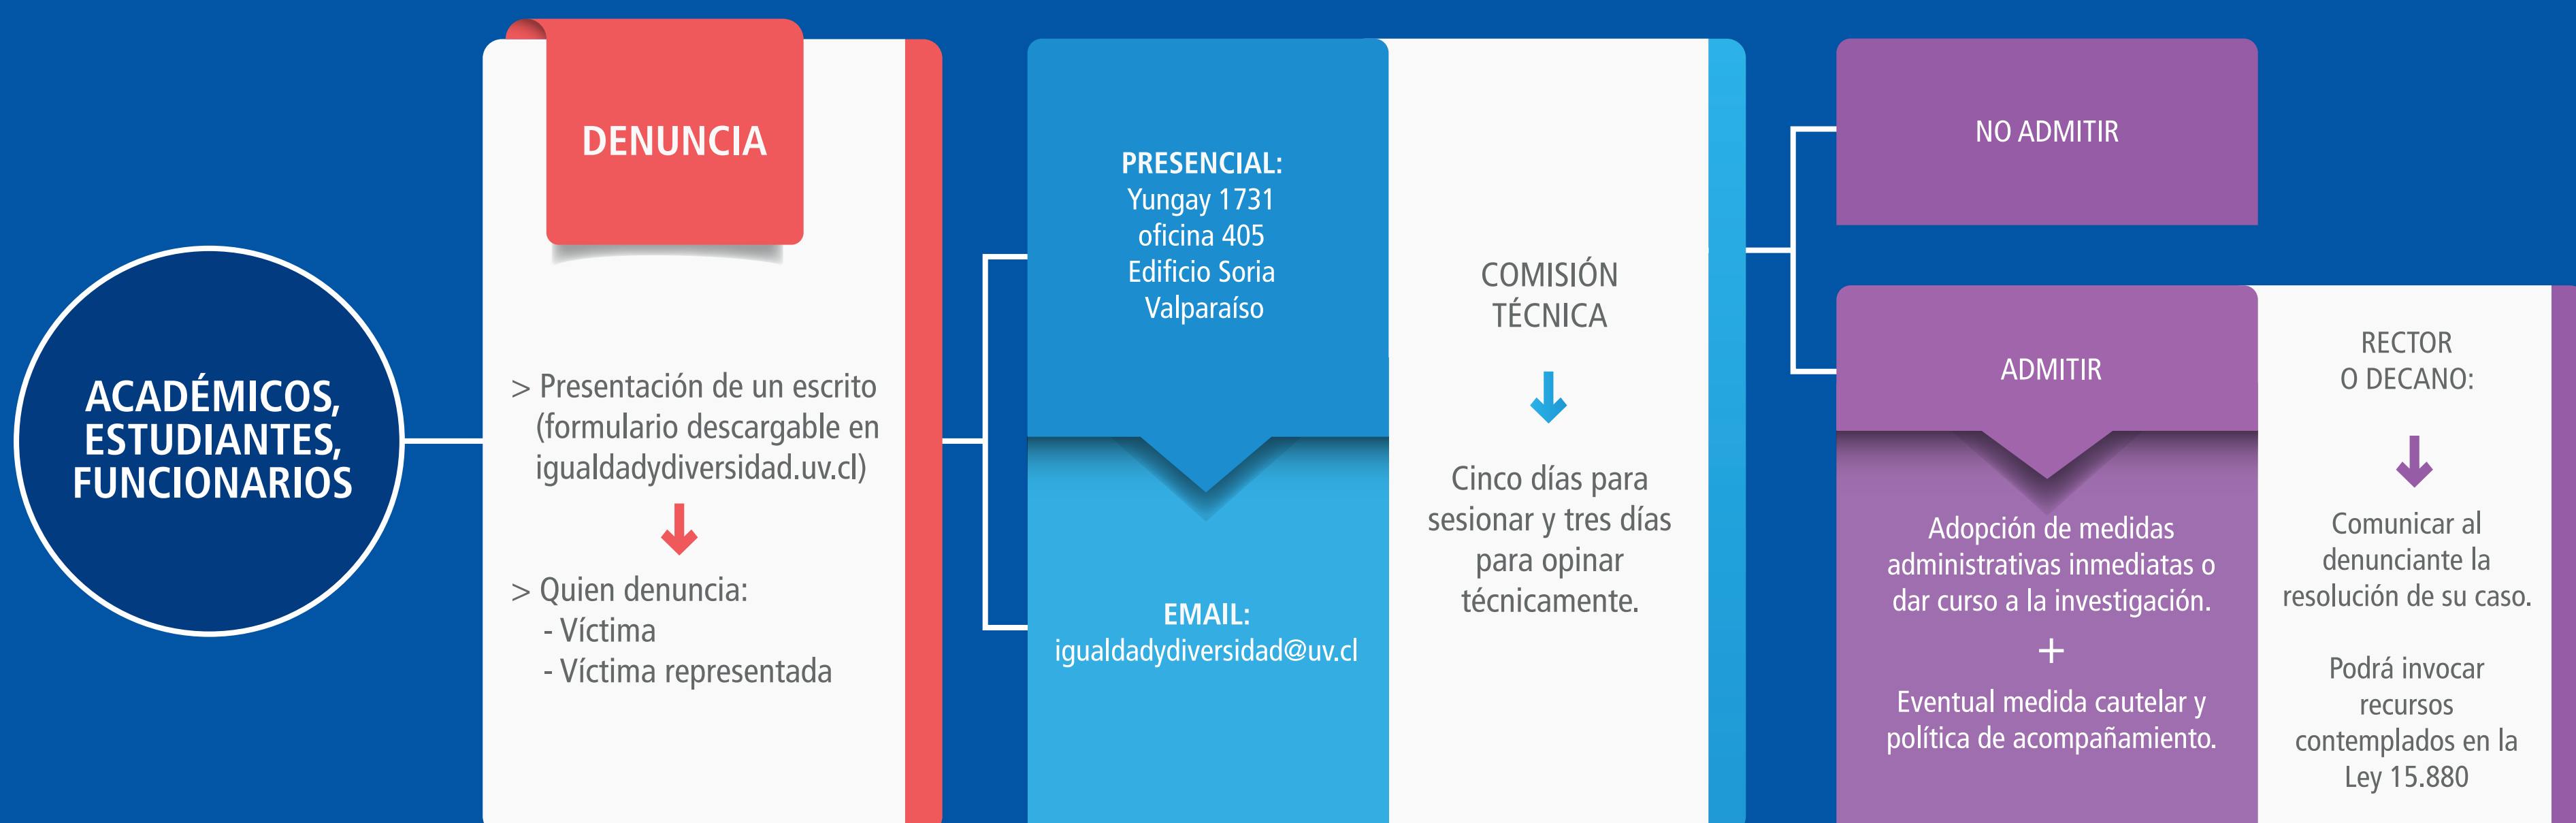 ACADÉMICOS,
ESTUDIANTES,
FUNCIONARIOS
DENUNCIA
> Presentación de un escrito
(formulario descargable en
igualdadydiversidad.uv.cl)
> Quien denuncia:
- Víctima
- Víctima representada
PRESENCIAL:
Yungay 1731
oficina 405
Edificio Soria
Valparaíso
EMAIL:
igualdadydiversidad@uv.cl
COMISIÓN
TÉCNICA
Cinco días para
sesionar y tres días
para opinar
técnicamente.
NO ADMITIR
ADMITIR
Adopción de medidas
administrativas inmediatas o
dar curso a la investigación.
+
Eventual medida cautelar y
política de acompañamiento.
RECTOR
O DECANO:
Comunicar al
denunciante la
resolución de su caso.
Podrá invocar
recursos
contemplados en la
Ley 15.880